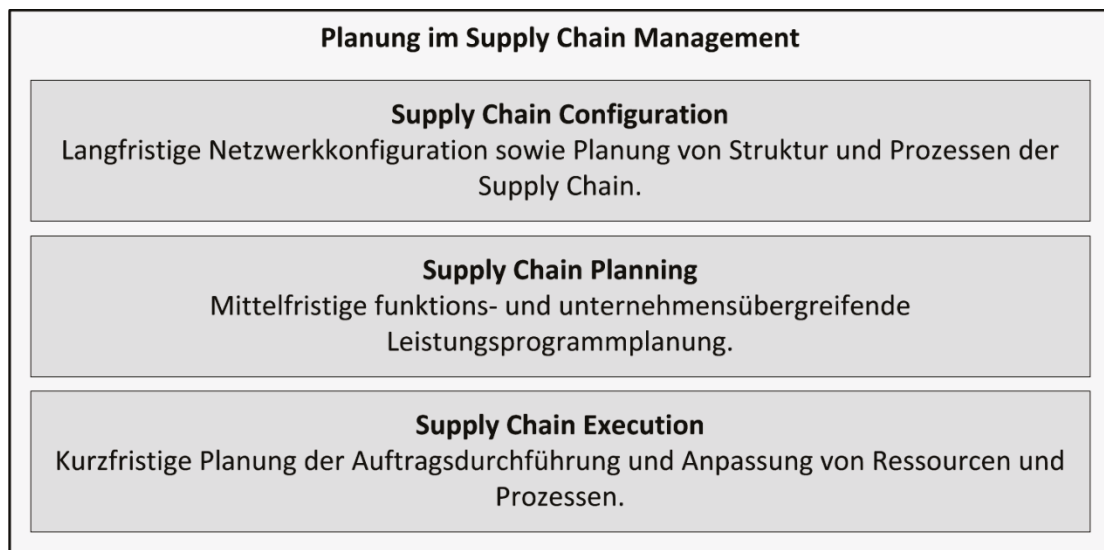 Planung im Supply Chain Management
Supply Chain Configuration
Langfristige Netzwerkkonfiguration sowie Planung von Struktur und Prozessen der
Supply Chain.
Supply Chain Planning
Mittelfristige funktions- und unternehmensübergreifende
Leistungsprogrammplanung.
Supply Chain Execution
Kurzfristige Planung der Auftragsdurchführung und Anpassung von Ressourcen und
Prozessen.